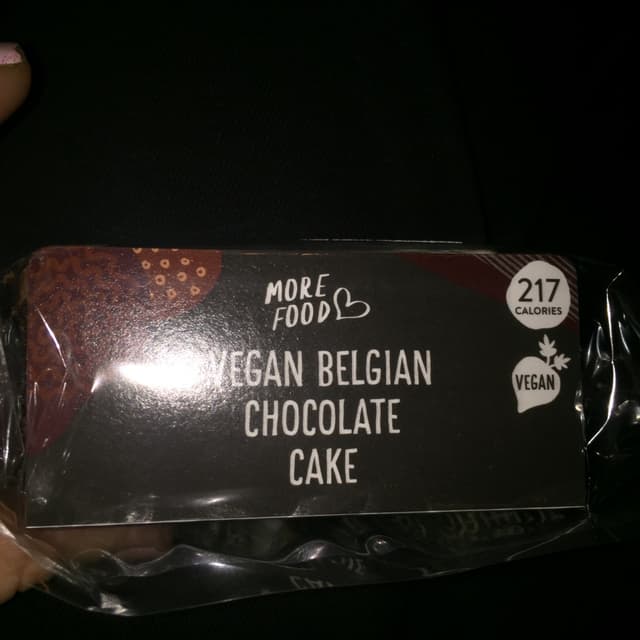 MORE
FOOD
217
CALORIES
VEGAN BELGIAN
CHOCOLATE
CAKE
VEGAN